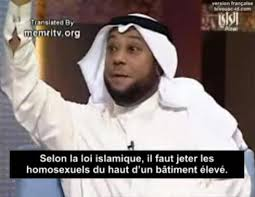 version française
Translated By
memritv.org
Selon la loi islamique, il faut jeter les
homosexuels du haut d'un bâtiment élevé.